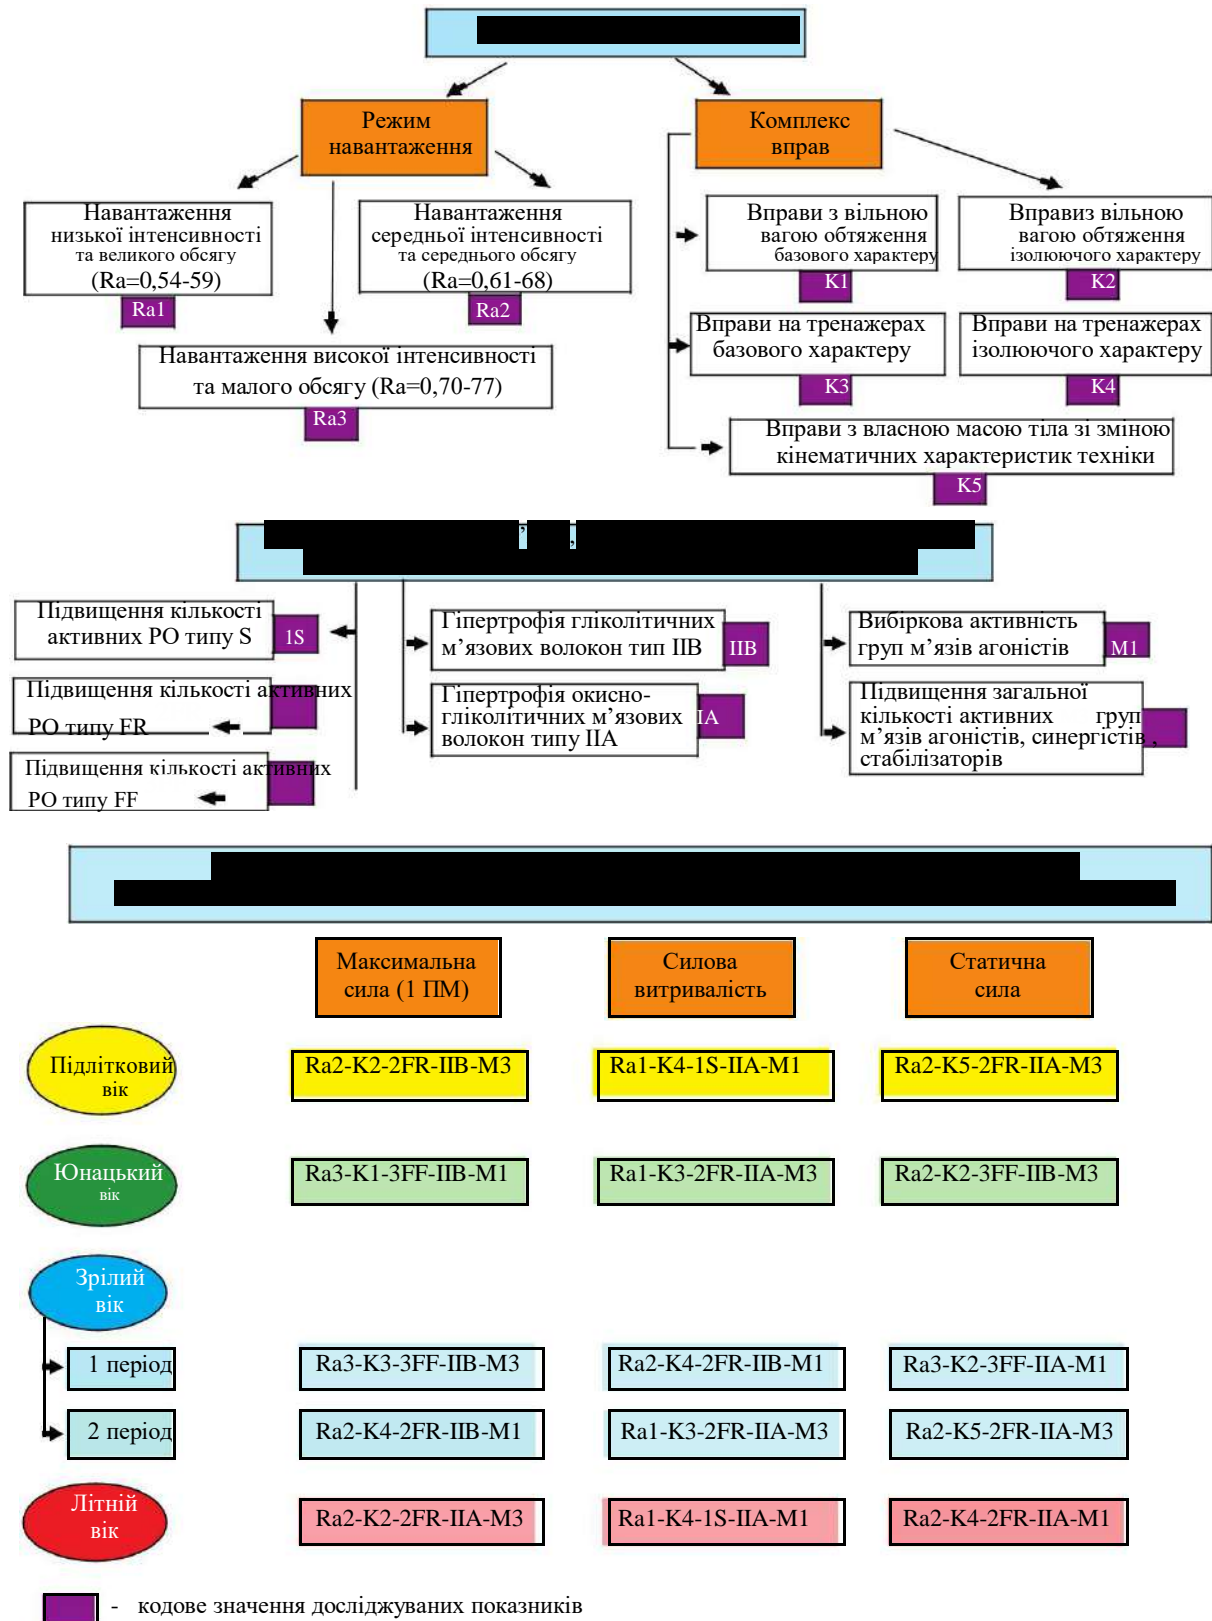 Режим
навантаження
Комплекс
вправ
Навантаження
низької інтенсивності
та великого обсягу
(Ra=0,54-59)
Ra1
Навантаження
середньої інтенсивності
та середнього обсягу
(Ra=0,61-68)
Ra2
Навантаження високої інтенсивності
та малого обсягу (Ra=0,70-77)
Ra3
Вправи з вільною
вагою обтяження
базового характеру
K1
Вправиз вільною
вагою обтяження
ізолюючого характеру
K2
Вправи на тренажерах
базового характеру
K3
Вправи на тренажерах
ізолюючого характеру
K4
Вправи з власною масою тіла зі зміною
кінематичних характеристик техніки
K5
Підвищення кількості
активних РО типу S
1S
Підвищення кількості активних
РО типу FR
Підвищення кількості активних
РО типу FF
Гіпертрофія гліколітичних
м’язових волокон тип IIB
IIB
Гіпертрофія окисно-
гліколітичних м’язових
волокон типу IIA
IA
Вибіркова активність
груп м’язів агоністів
M1
Підвищення загальної
кількості активних груп
м’язів агоністів, синергістів ,
стабілізаторів
Максимальна
сила (1 ПМ)
Силова
витривалість
Статична
сила
Підлітковий
вік
Ra2-K2-2FR-IIB-M3
Ra1-K4-1S-IIA-M1
Ra2-K5-2FR-IIA-M3
Юнацький
вік
Ra3-K1-3FF-IIB-M1
Ra1-K3-2FR-IIA-M3
Ra2-K2-3FF-IIB-M3
Зрілий
вік
1 період
Ra3-K3-3FF-IIB-M3
Ra2-K4-2FR-IIB-M1
Ra3-K2-3FF-IIA-M1
2 період
Ra2-K4-2FR-IIB-M1
Ra1-K3-2FR-IIA-M3
Ra2-K5-2FR-IIA-M3
Літній
вік
Ra2-K2-2FR-IIA-M3
Ra1-K4-1S-IIA-M1
Ra2-K4-2FR-IIA-M1
- кодове значення досліджуваних показників